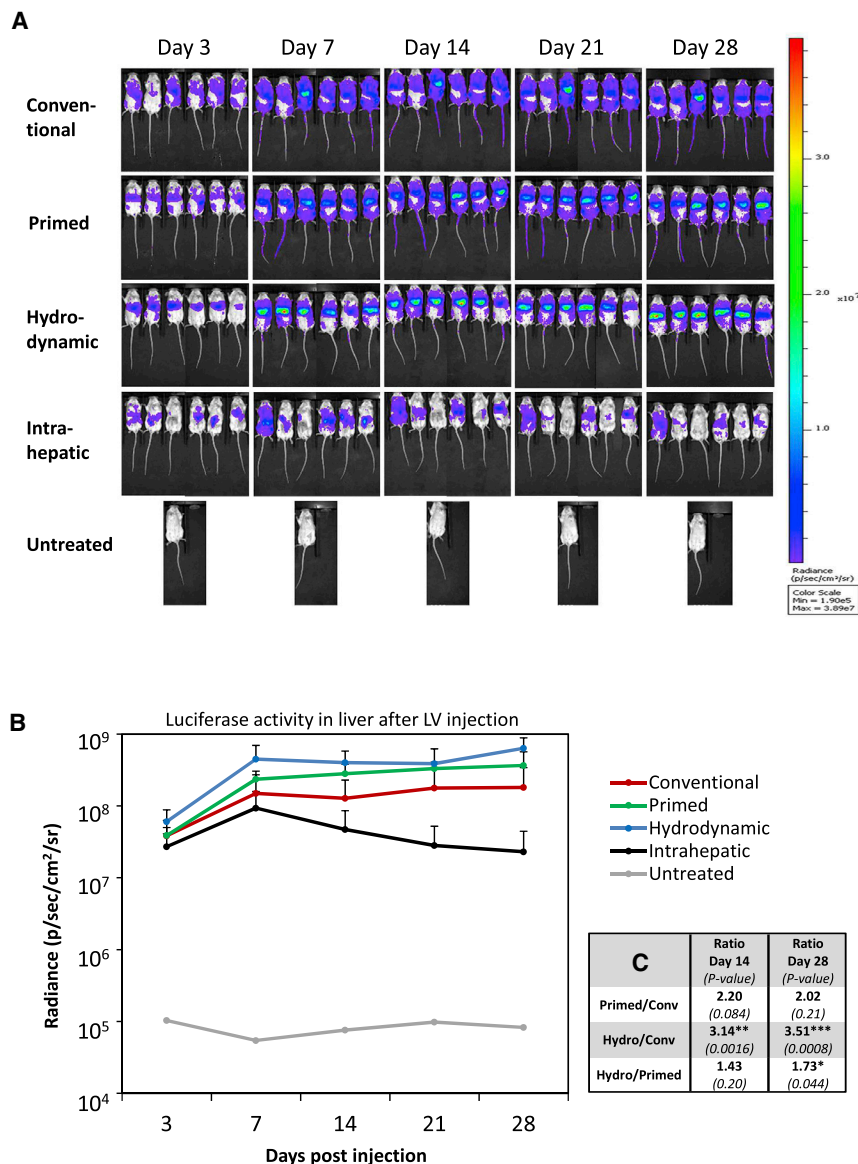 A
Day 3 Day 7 Day 14 Day 21 Day 28
Conven-
tional
Primed
Hydro-
dynamic
Intra-
hepatic
Untreated
3.0
2.0
x10⁷
1.0
Radiance
(p/sec/cm²/sr)
Color Scale
Min = 1.90e5
Max = 3.89e7
B
Luciferase activity in liver after LV injection
Radiance (p/sec/cm²/sr)
10⁹
10⁸
10⁷
10⁶
10⁵
10⁴
3 7 14 21 28
Days post injection
Conventional
Primed
Hydrodynamic
Intrahepatic
Untreated
C
Ratio
Day 14
(P-value)
Ratio
Day 28
(P-value)
Primed/Conv
2.20
(0.084)
2.02
(0.21)
Hydro/Conv
3.14**
(0.0016)
3.51***
(0.0008)
Hydro/Primed
1.43
(0.20)
1.73*
(0.044)